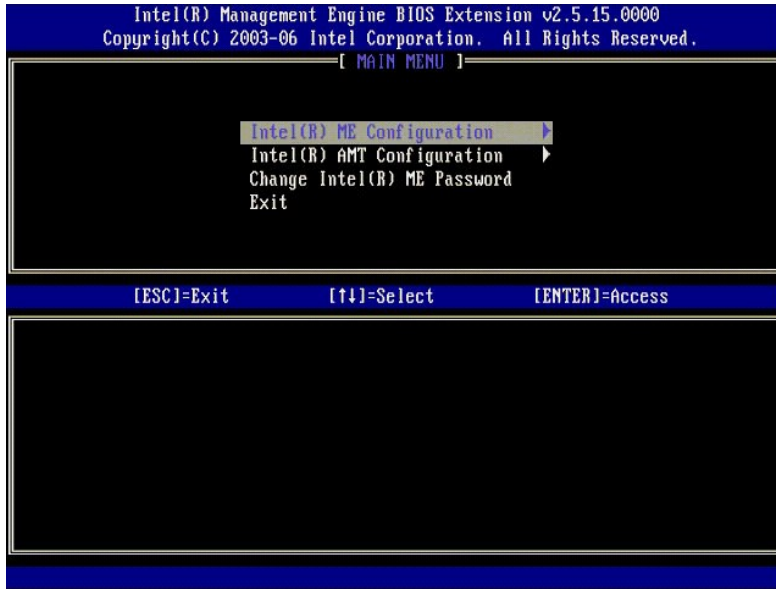 Intel(R) Management Engine BIOS Extension v2.5.15.0000
Copyright(C) 2003-06 Intel Corporation. All Rights Reserved.
[ MAIN MENU ]
Intel(R) ME Configuration ►
Intel(R) AMT Configuration ►
Change Intel(R) ME Password
Exit
[ESC]=Exit [↑↓]=Select [ENTER]=Access